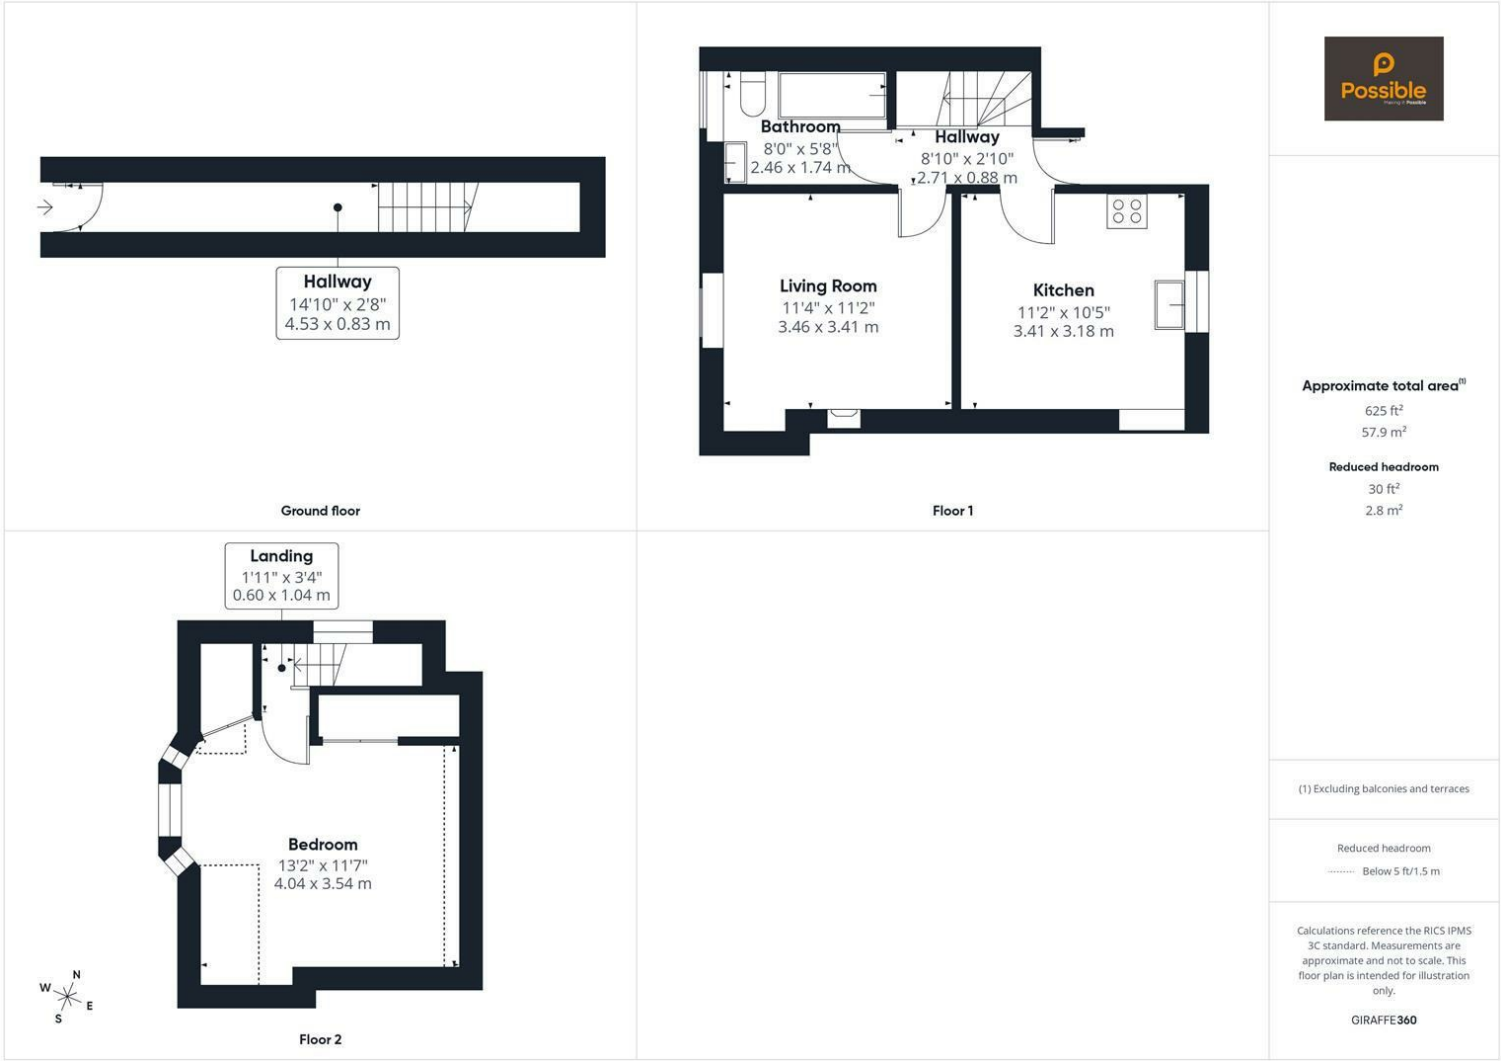 Hallway
14'10" x 2'8"
4.53 x 0.83 m
Ground floor
Bathroom
8'0" x 5'8"
2.46 x 1.74 m
Hallway
8'10" x 2'10"
2.71 x 0.88 m
Living Room
11'4" x 11'2"
3.46 x 3.41 m
Kitchen
11'2" x 10'5"
3.41 x 3.18 m
Floor 1
Landing
1'11" x 3'4"
0.60 x 1.04 m
Bedroom
13'2" x 11'7"
4.04 x 3.54 m
N
W
E
S
Floor 2
Possible
Making it Possible
Approximate total area(1)
625 ft²
57.9 m²
Reduced headroom
30 ft²
2.8 m²
(1) Excluding balconies and terraces
Reduced headroom
Below 5 ft/1.5 m
Calculations reference the RICS IPMS
3C standard. Measurements are
approximate and not to scale. This
floor plan is intended for illustration
only.
GIRAFFE360